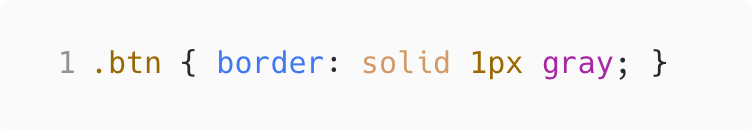 1 .btn { border: solid 1px gray; }